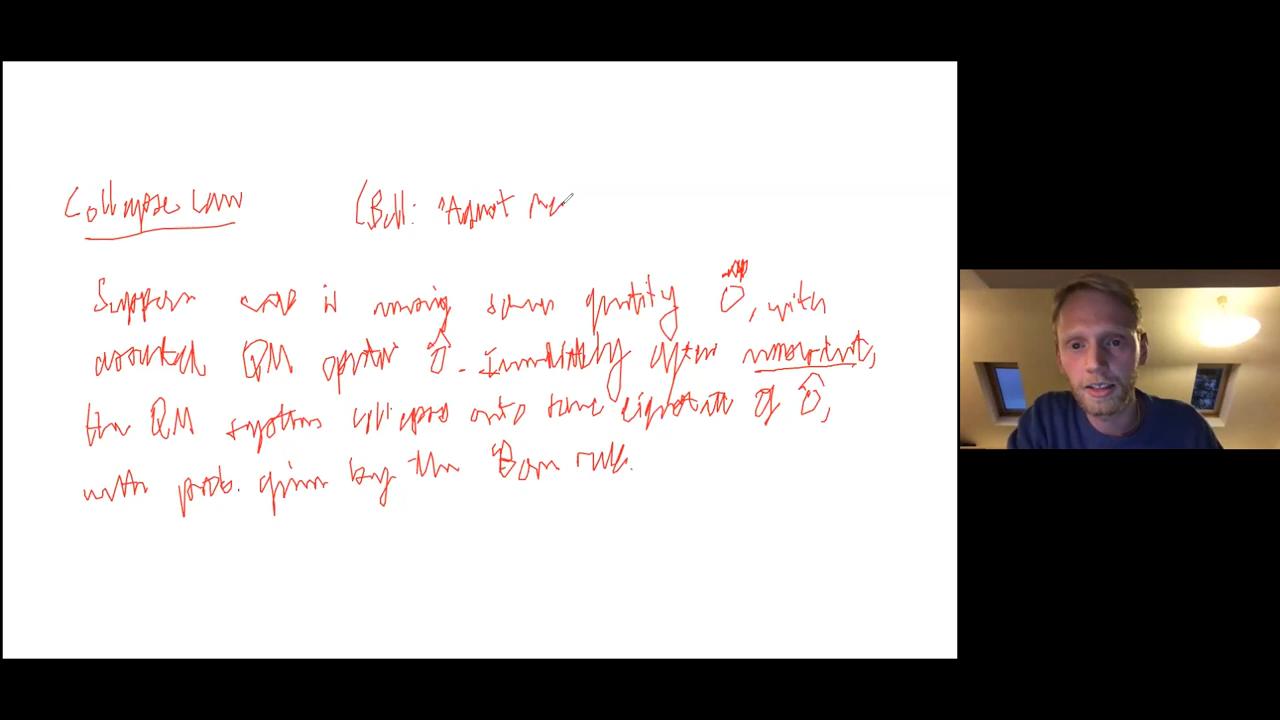 Collapse Law (Bell: "Against me
Suppose one is measuring some quantity O, with
associated QM operator Ô. Immediately after measurement,
the QM system collapses onto some eigenstate of Ô,
with prob. given by the Born rule.